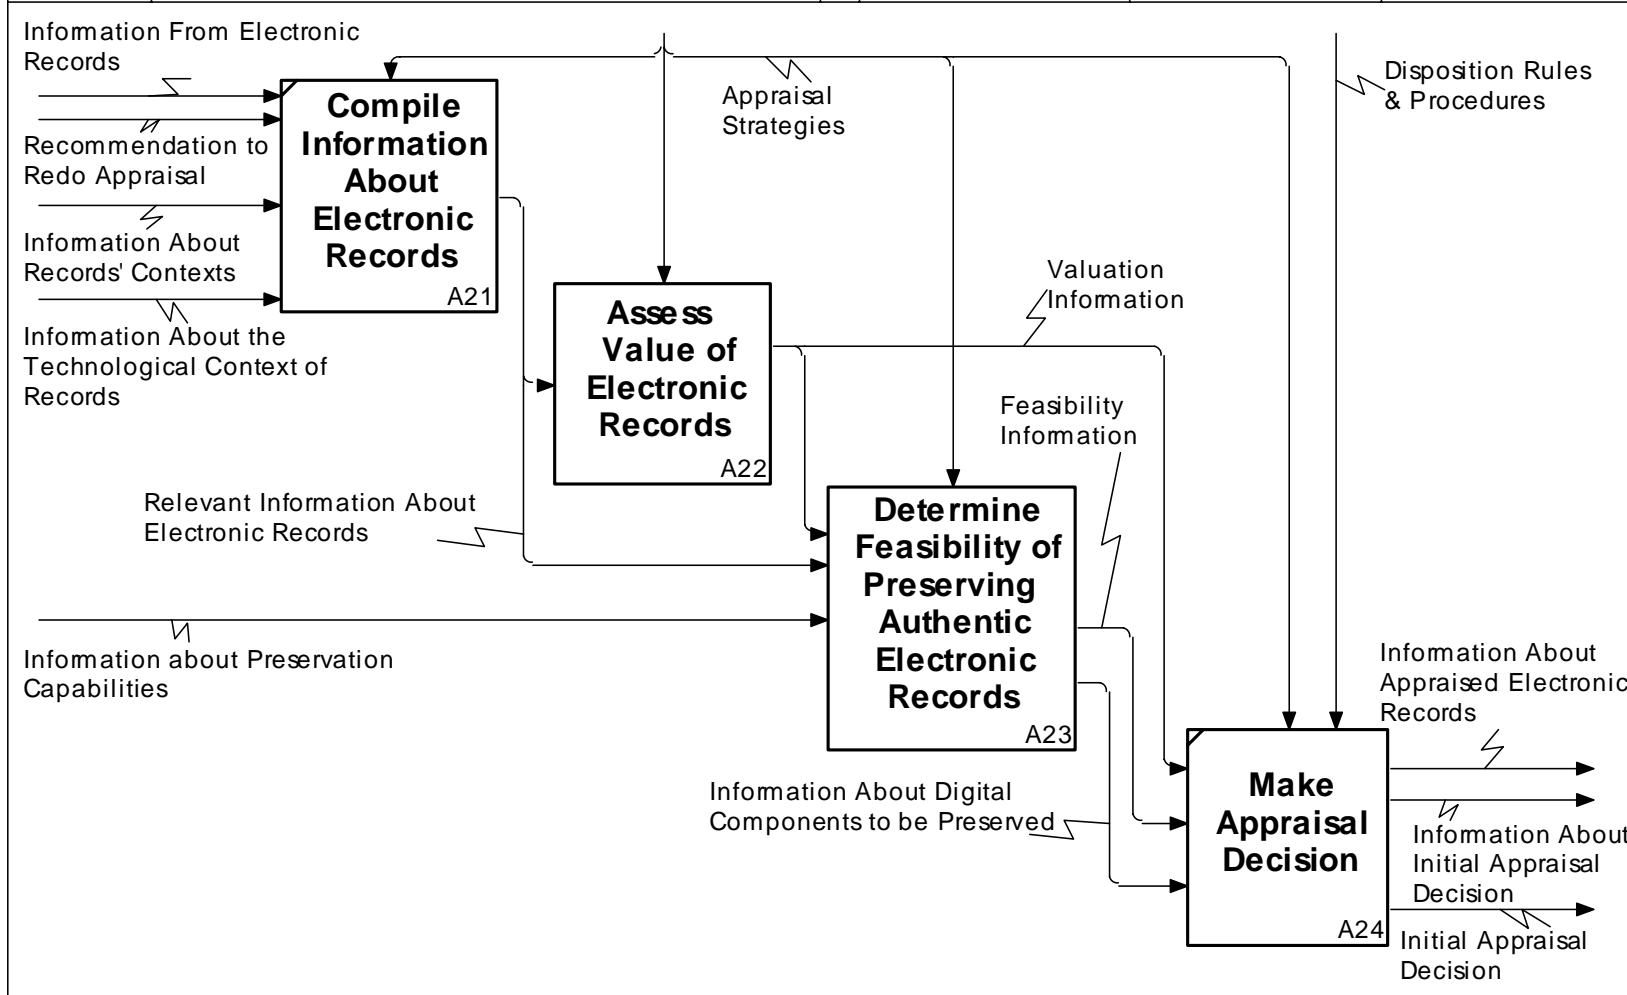 Information From Electronic
Records
Recommendation to
Redo Appraisal
Information About
Records' Contexts
Information About the
Technological Context of
Records
Compile
Information
About
Electronic
Records
A21
Appraisal
Strategies
Disposition Rules
& Procedures
Assess
Value of
Electronic
Records
A22
Valuation
Information
Feasibility
Information
Relevant Information About
Electronic Records
Determine
Feasibility of
Preserving
Authentic
Electronic
Records
A23
Information about Preservation
Capabilities
Information About Digital
Components to be Preserved
Make
Appraisal
Decision
A24
Information About
Appraised Electronic
Records
Information About
Initial Appraisal
Decision
Initial Appraisal
Decision